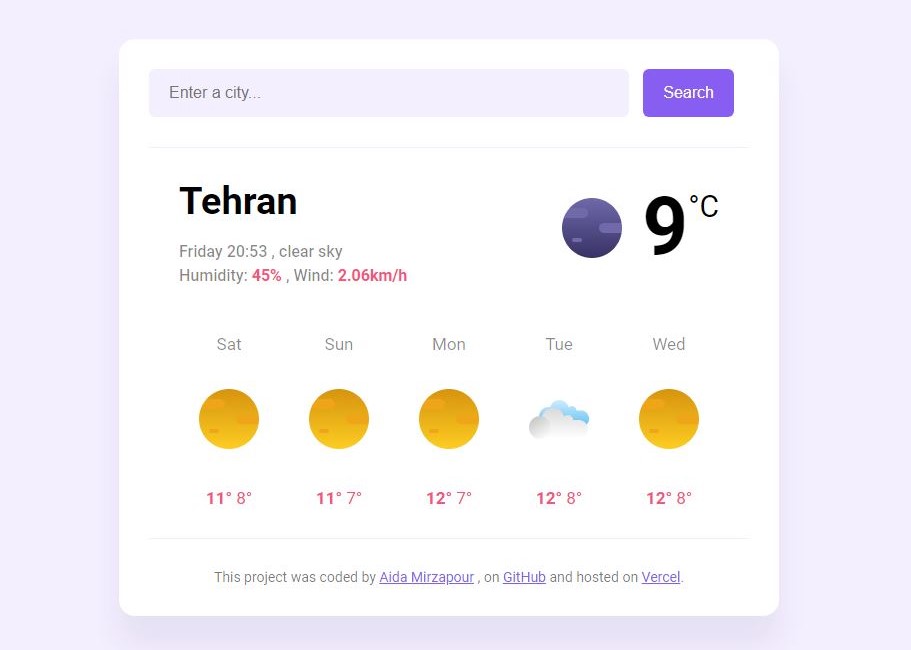 Enter a city...
Search
Tehran
9°C
Friday 20:53 , clear sky
Humidity: 45% , Wind: 2.06km/h
Sat Sun Mon Tue Wed
11° 8° 11° 7° 12° 7° 12° 8° 12° 8°
This project was coded by Aida Mirzapour , on GitHub and hosted on Vercel.